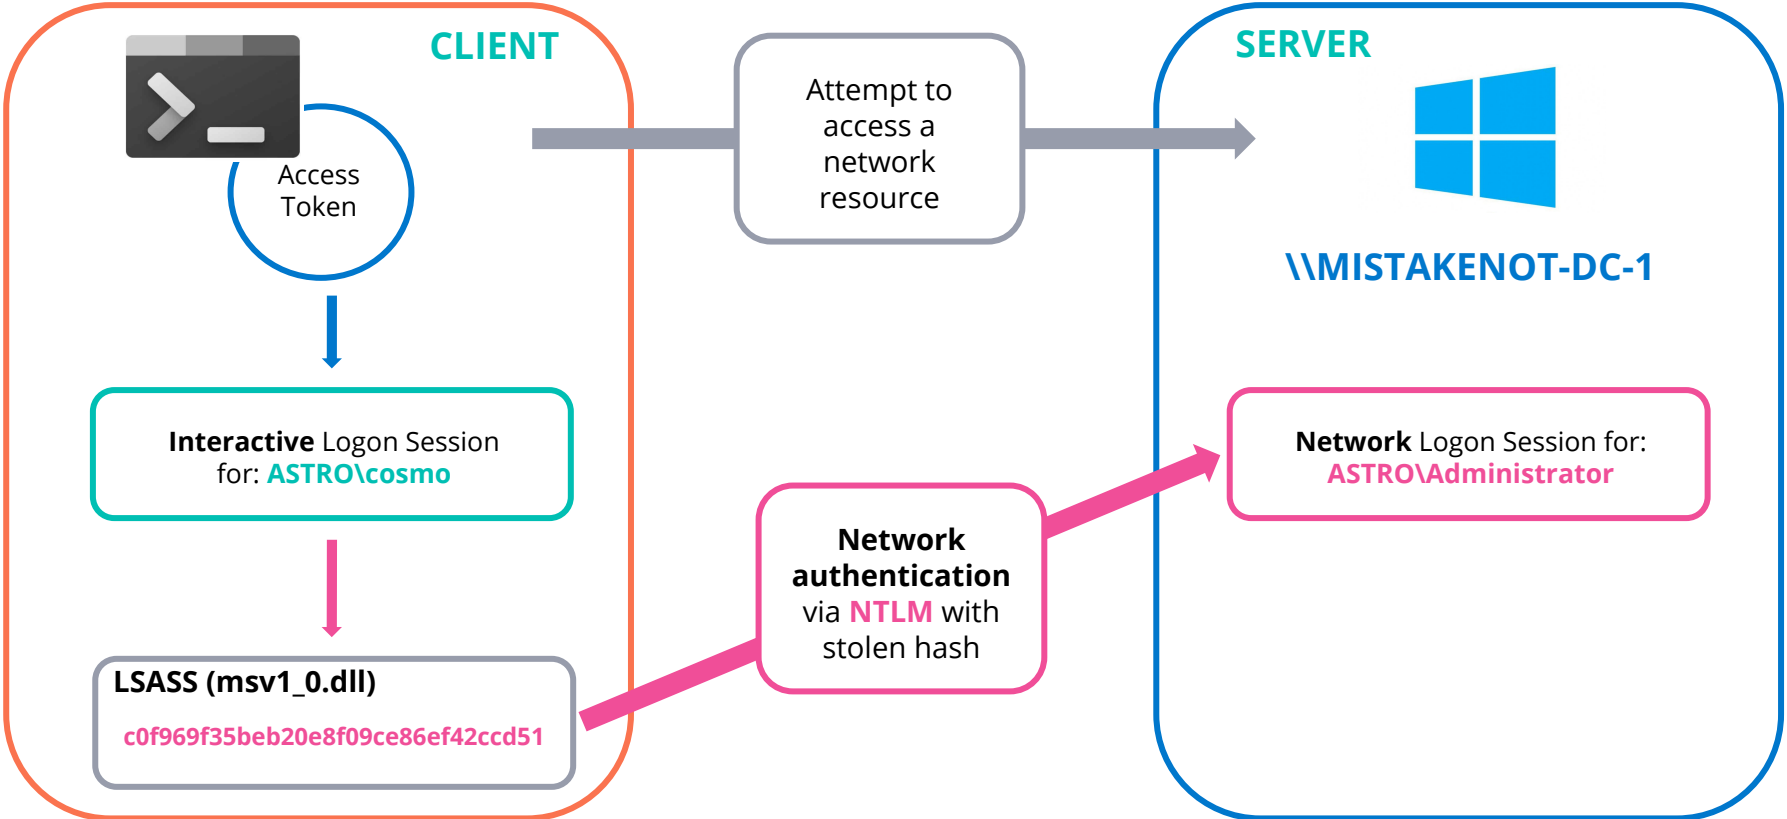 CLIENT
Access
Token
Interactive Logon Session
for: ASTRO\cosmo
LSASS (msv1_0.dll)
c0f969f35beb20e8f09ce86ef42ccd51
Attempt to
access a
network
resource
Network
authentication
via NTLM with
stolen hash
SERVER
\\MISTAKENOT-DC-1
Network Logon Session for:
ASTRO\Administrator